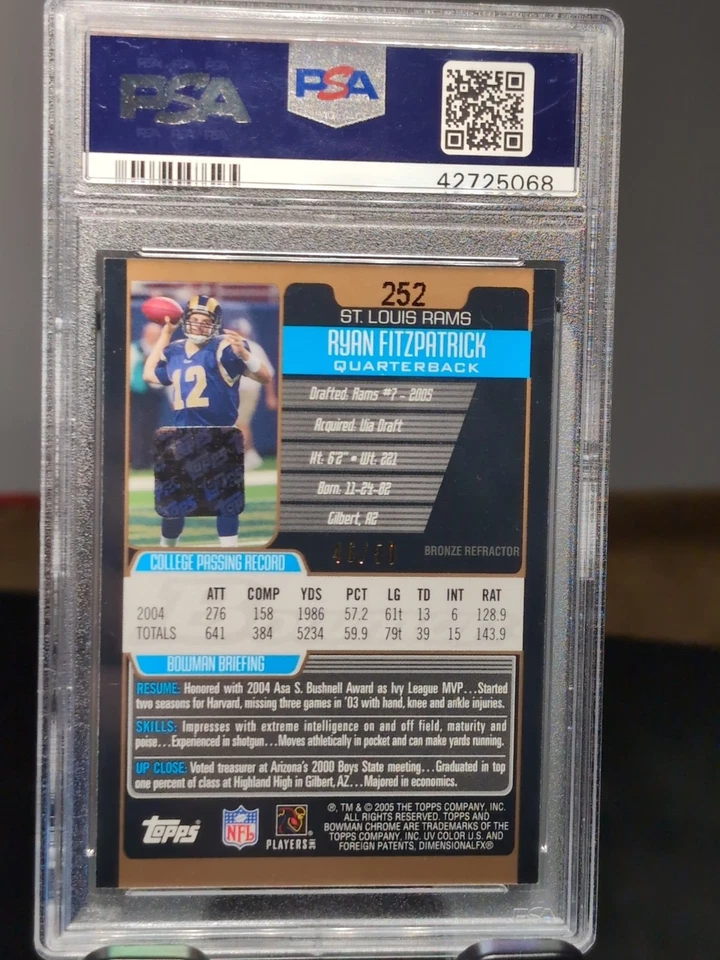 PSA
PSA
42725068
252
ST. LOUIS RAMS
RYAN FITZPATRICK
QUARTERBACK
12
Drafted: Rams #7 - 2005
Acquired: Via Draft
Ht: 6'2" • Wt: 221
Born: 11-24-82
Gilbert, AZ
BRONZE REFRACTOR
COLLEGE PASSING RECORD
ATT COMP YDS PCT LG TD INT RAT
2004 276 158 1986 57.2 61t 13 6 128.9
TOTALS 641 384 5234 59.9 79t 39 15 143.9
BOWMAN BRIEFING
RESUME: Honored with 2004 Asa S. Bushnell Award as Ivy League MVP...Started
two seasons for Harvard, missing three games in '03 with hand, knee and ankle injuries.
SKILLS: Impresses with extreme intelligence on and off field, maturity and
poise...Experienced in shotgun...Moves athletically in pocket and can make yards running.
UP CLOSE: Voted treasurer at Arizona's 2000 Boys State meeting...Graduated in top
one percent of class at Highland High in Gilbert, AZ...Majored in economics.
topps NFL PLAYERS INC
®, TM & © 2005 THE TOPPS COMPANY, INC.
ALL RIGHTS RESERVED. TOPPS AND
BOWMAN CHROME ARE TRADEMARKS OF THE
TOPPS COMPANY, INC. UV COLOR U.S. AND
FOREIGN PATENTS, DIMENSIONALFX®